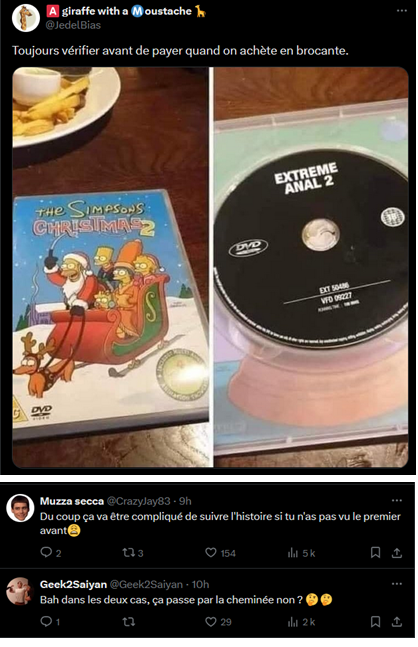 A giraffe with a Moustache
@JedelBias
Toujours vérifier avant de payer quand on achète en brocante.
THE SIMPSONS
CHRISTMAS 2
DVD
VIDEO
EXTREME
ANAL 2
DVD
EXT 50486
VFD 09227
Muzza secca @CrazyJay83 · 9h
Du coup ça va être compliqué de suivre l'histoire si tu n'as pas vu le premier
avant😩
2 3 154 5 k
Geek2Saiyan @Geek2Saiyan · 10h
Bah dans les deux cas, ça passe par la cheminée non ? 🤔🤔
1 29 2 k